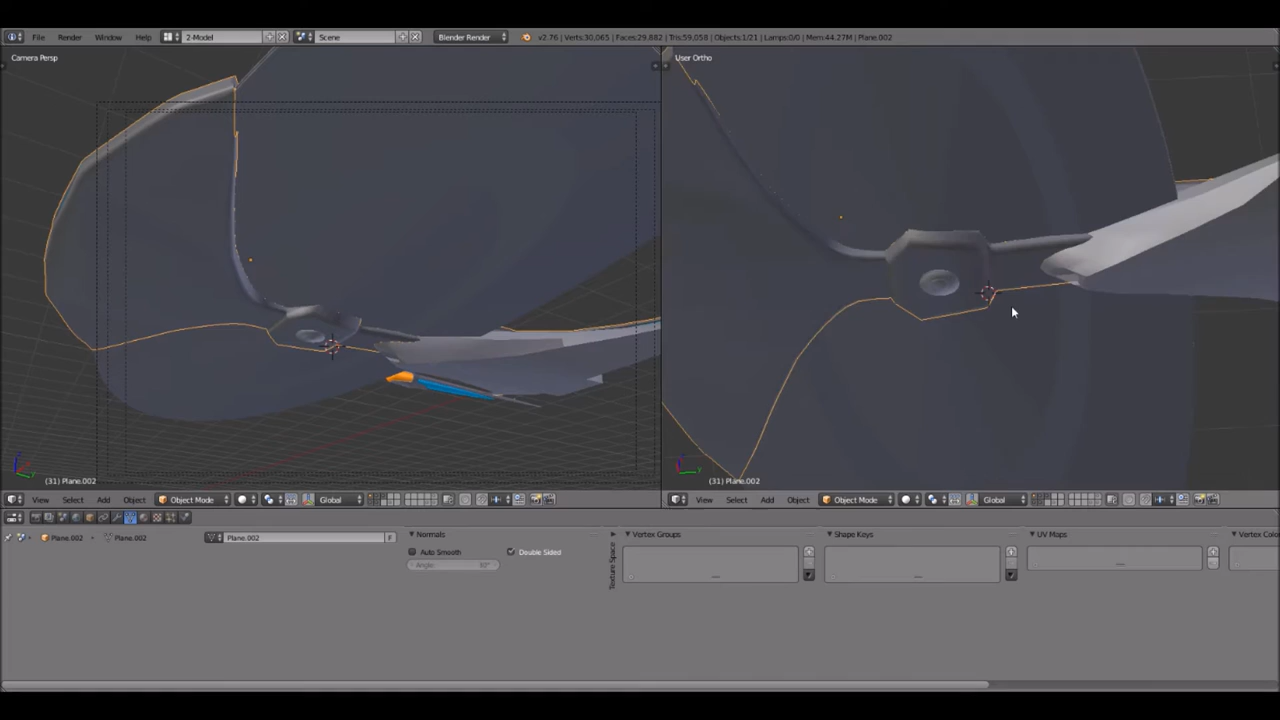 File Render Window Help 2-Model Scene Blender Render v2.76 | Verts:30,065 | Faces:29,882 | Tris:59,058 | Objects:1/21 | Lamps:0/0 | Mem:44.27M | Plane.002
Camera Persp
User Ortho
(31) Plane.002
(31) Plane.002
View Select Add Object Object Mode Global
View Select Add Object Object Mode Global
Plane.002 Plane.002
Plane.002 F
Normals
Auto Smooth Double Sided
Angle: 30°
Texture Space
Vertex Groups
Shape Keys
UV Maps
Vertex Colo